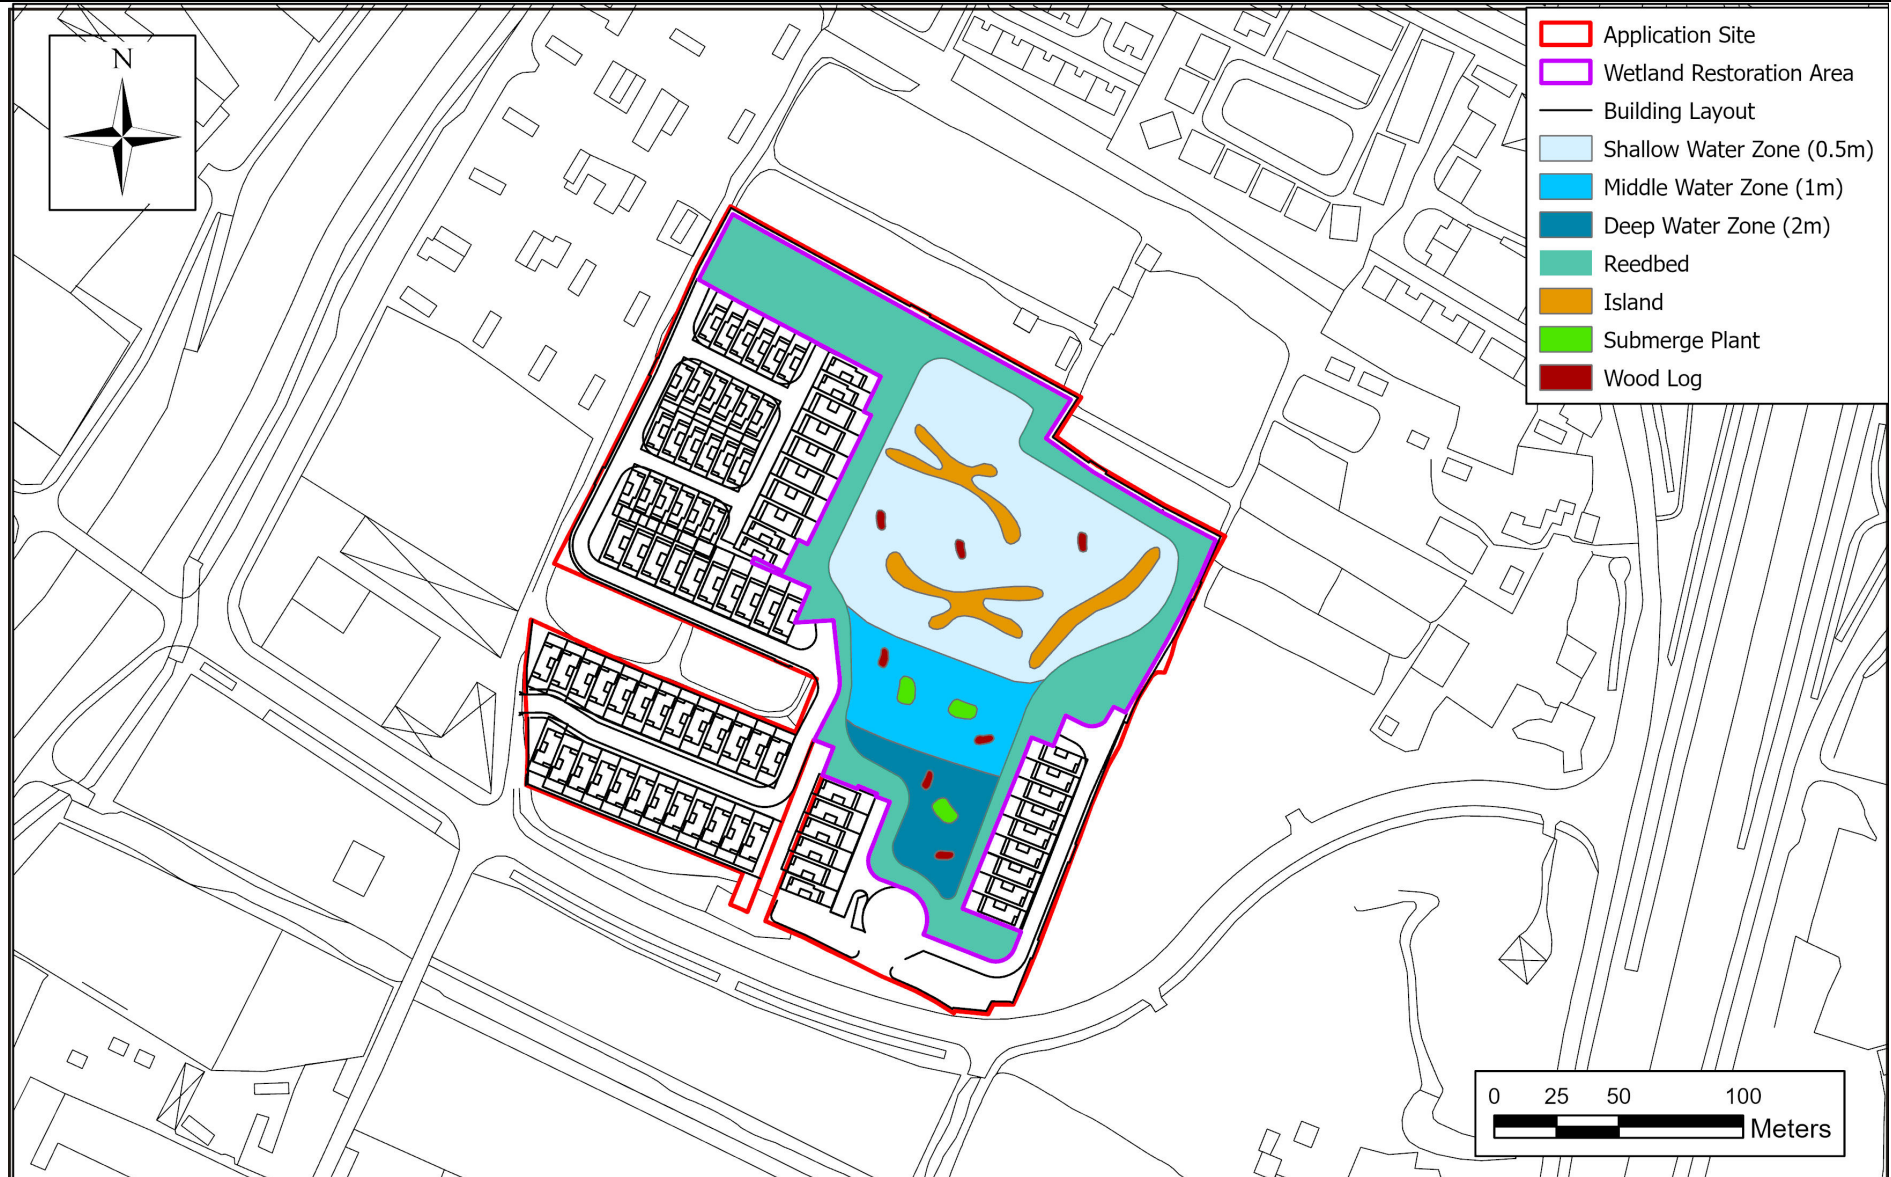 N
Application Site
Wetland Restoration Area
Building Layout
Shallow Water Zone (0.5m)
Middle Water Zone (1m)
Deep Water Zone (2m)
Reedbed
Island
Submerge Plant
Wood Log
0 25 50 100
Meters